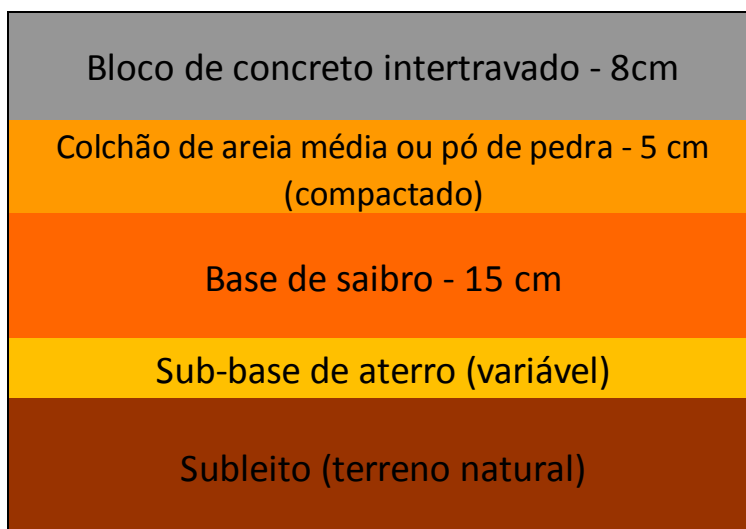 Bloco de concreto intertravado - 8cm
Colchão de areia média ou pó de pedra - 5 cm
(compactado)
Base de saibro - 15 cm
Sub-base de aterro (variável)
Subleito (terreno natural)